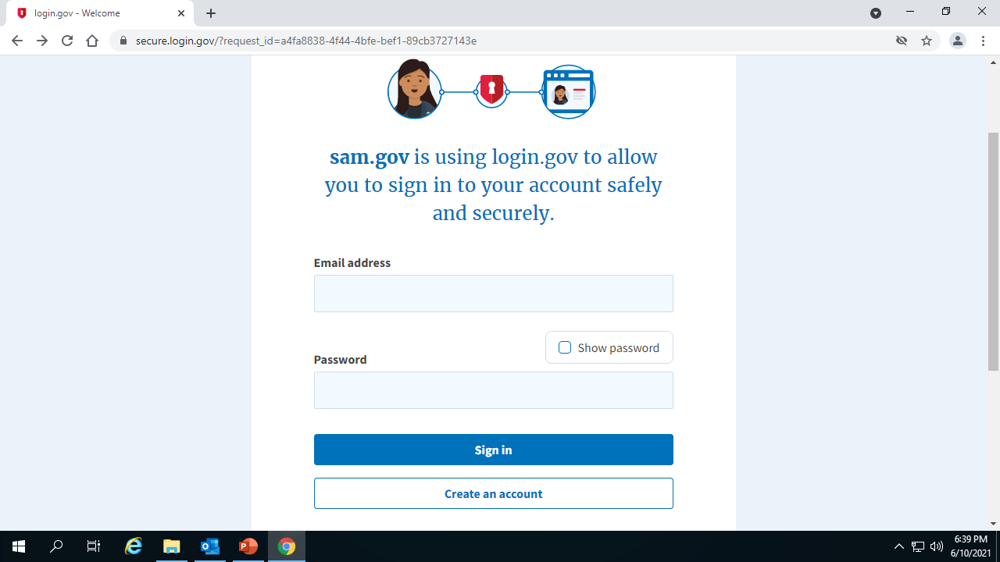 login.gov - Welcome
secure.login.gov/?request_id=a4fa8838-4f44-4bfe-bef1-89cb3727143e
sam.gov is using login.gov to allow
you to sign in to your account safely
and securely.
Email address
Show password
Password
Sign in
Create an account
6:39 PM
6/10/2021